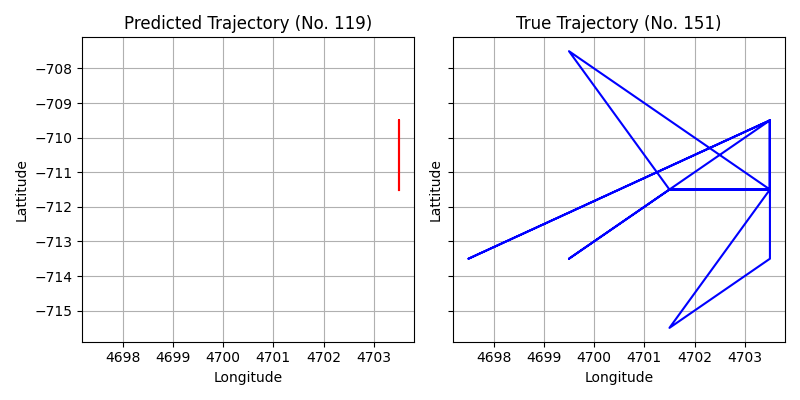 Predicted Trajectory (No. 119)
−708
−709
−710
−711
−712
−713
−714
−715
Lattitude
4698 4699 4700 4701 4702 4703
Longitude
True Trajectory (No. 151)
Lattitude
4698 4699 4700 4701 4702 4703
Longitude